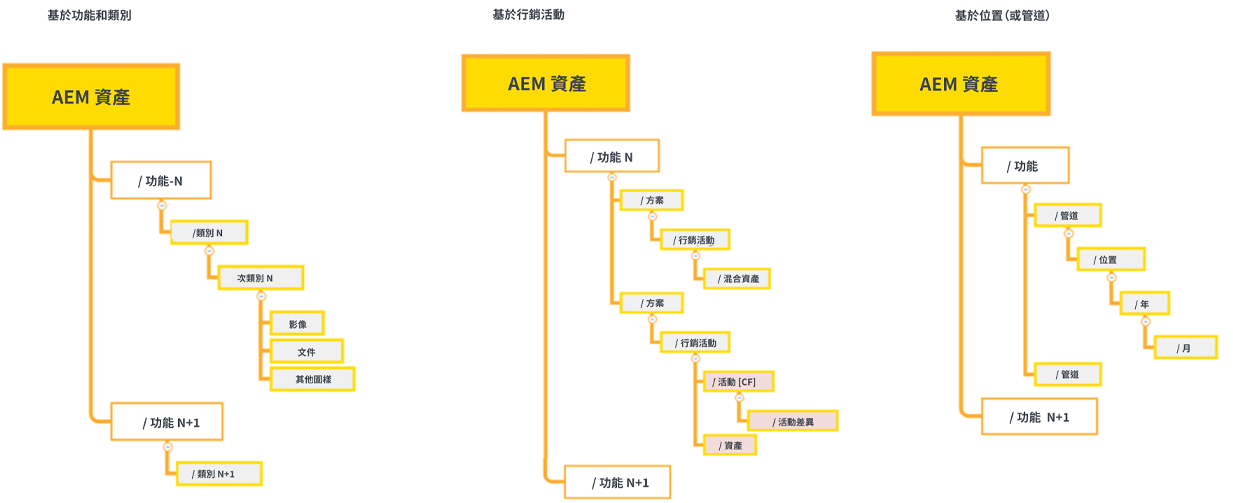 基於功能和類別
AEM 資產
/ 功能-N
/類別 N
次類別 N
影像
文件
其他圖樣
/ 功能 N+1
/ 類別 N+1
基於行銷活動
AEM 資產
/ 功能 N
/ 方案
/ 行銷活動
/ 混合資產
/ 方案
/ 行銷活動
/ 活動 [CF]
/ 活動差異
/ 資產
/ 功能 N+1
基於位置 (或管道)
AEM 資產
/ 功能
/ 管道
/ 位置
/ 年
/ 月
/ 管道
/ 功能 N+1